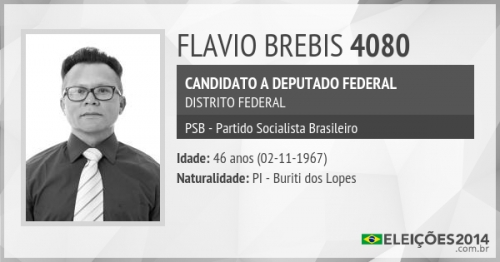 FLAVIO BREBIS 4080
CANDIDATO A DEPUTADO FEDERAL
DISTRITO FEDERAL
PSB - Partido Socialista Brasileiro
Idade: 46 anos (02-11-1967)
Naturalidade: PI - Buriti dos Lopes
ELEIÇÕES2014
.com.br